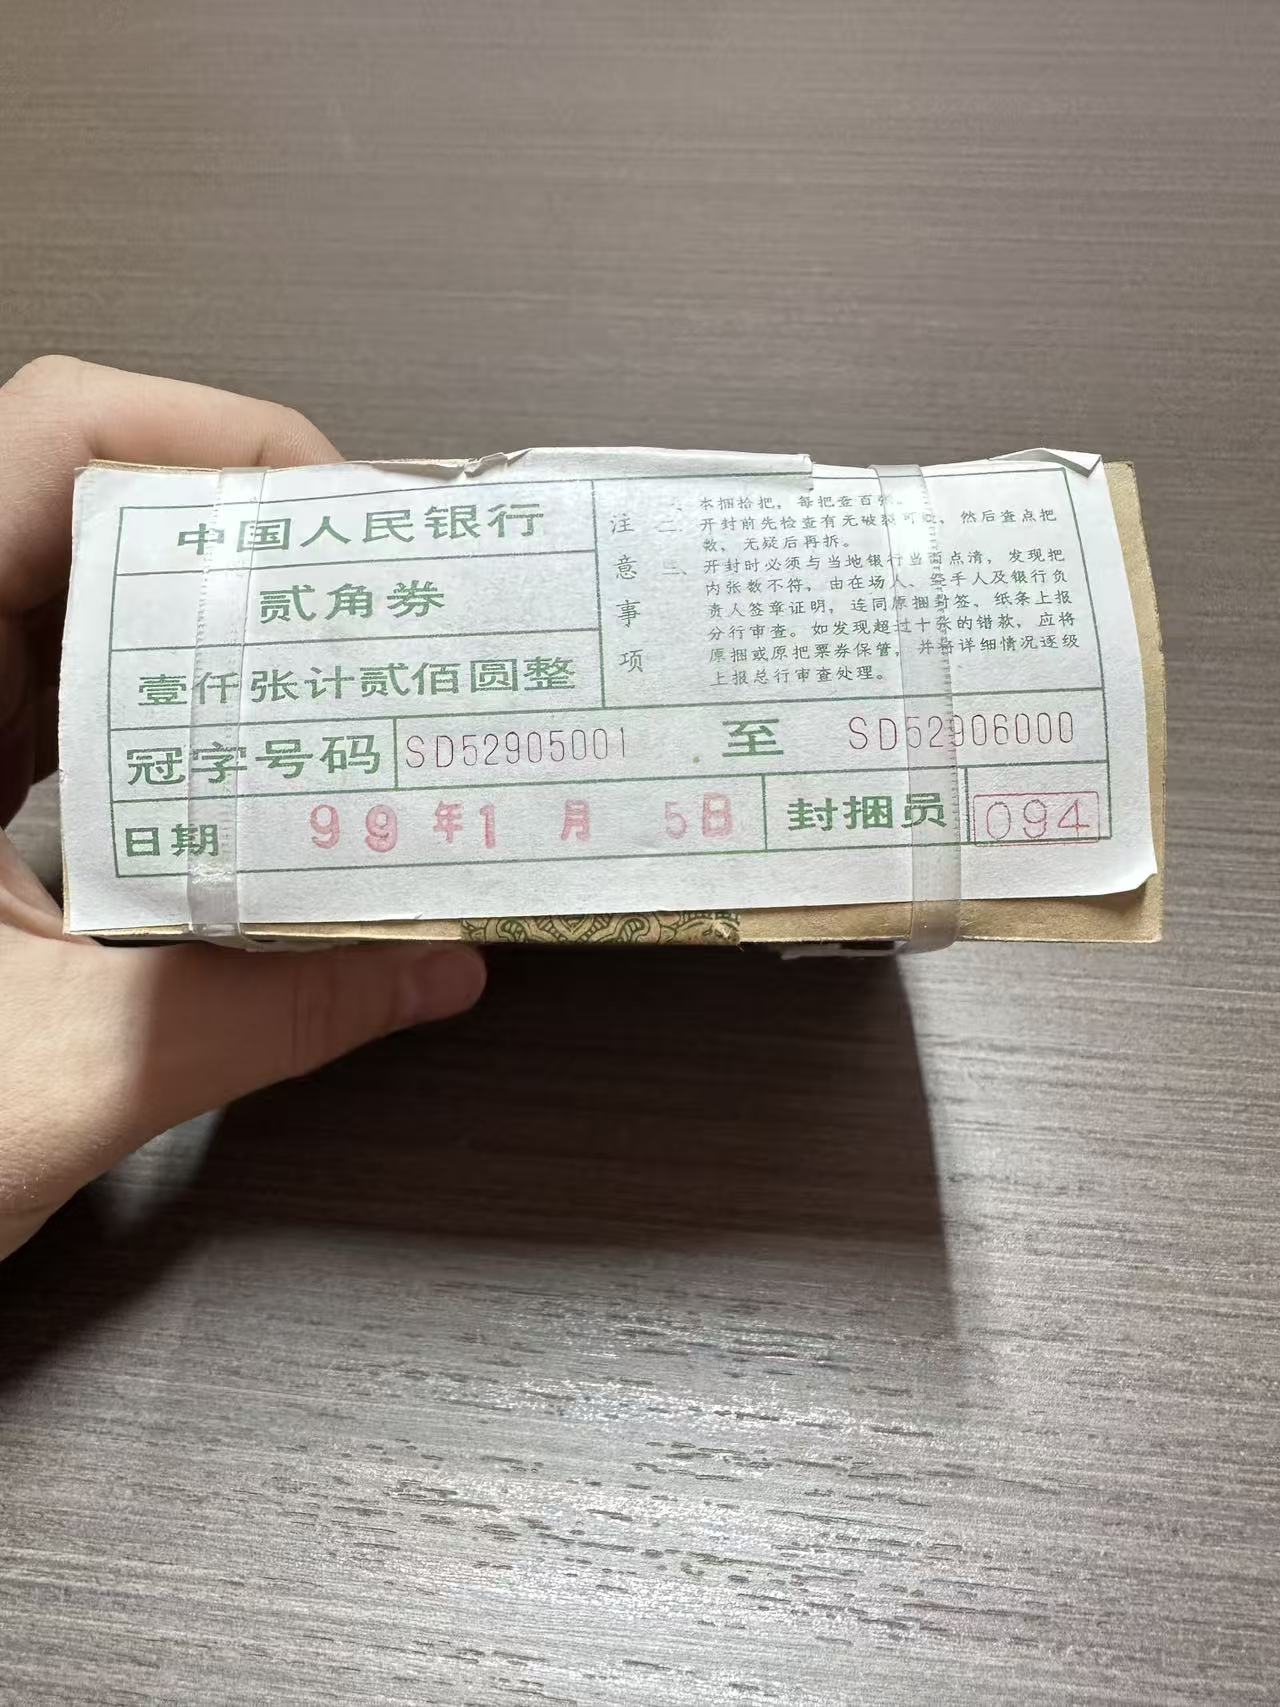 中国人民银行
贰角券
壹仟张计贰佰圆整
注意事项
一、本捆拾把，每把壹百张。
二、开封前先检查有无破裂可疑，然后查点把
数，无疑后再拆。
三、开封时必须与当地银行当面点清，发现把
内张数不符，由在场人、经手人及银行负
责人签章证明，连同原捆封签、纸条上报
分行审查。如发现超过十张的错款，应将
原捆或原把票券保管，并将详细情况逐级
上报总行审查处理。
冠字号码 SD52905001 至 SD52906000
日期 99年1月5日 封捆员 094